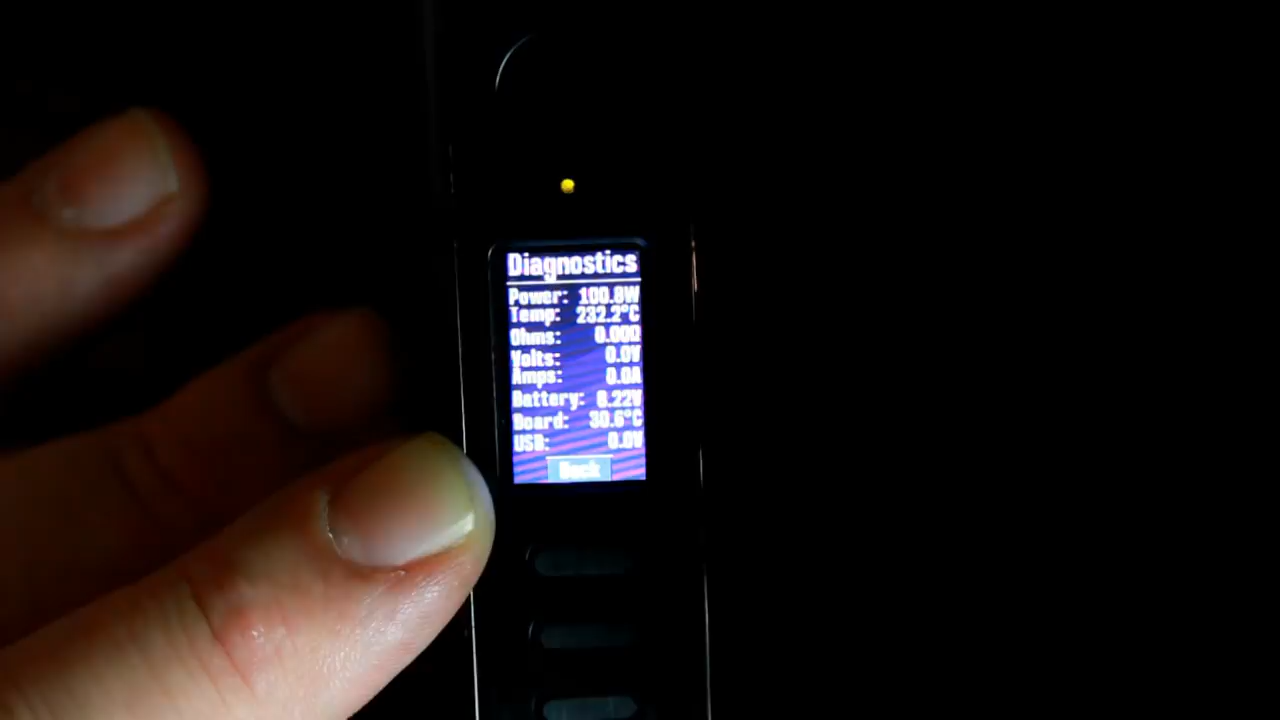 Diagnostics
Power: 100.0W
Temp: 232.2°C
Ohms: 0.00Ω
Volts: 0.0V
Amps: 0.0A
Battery: 8.22V
Board: 30.6°C
USB: 0.0V
Back